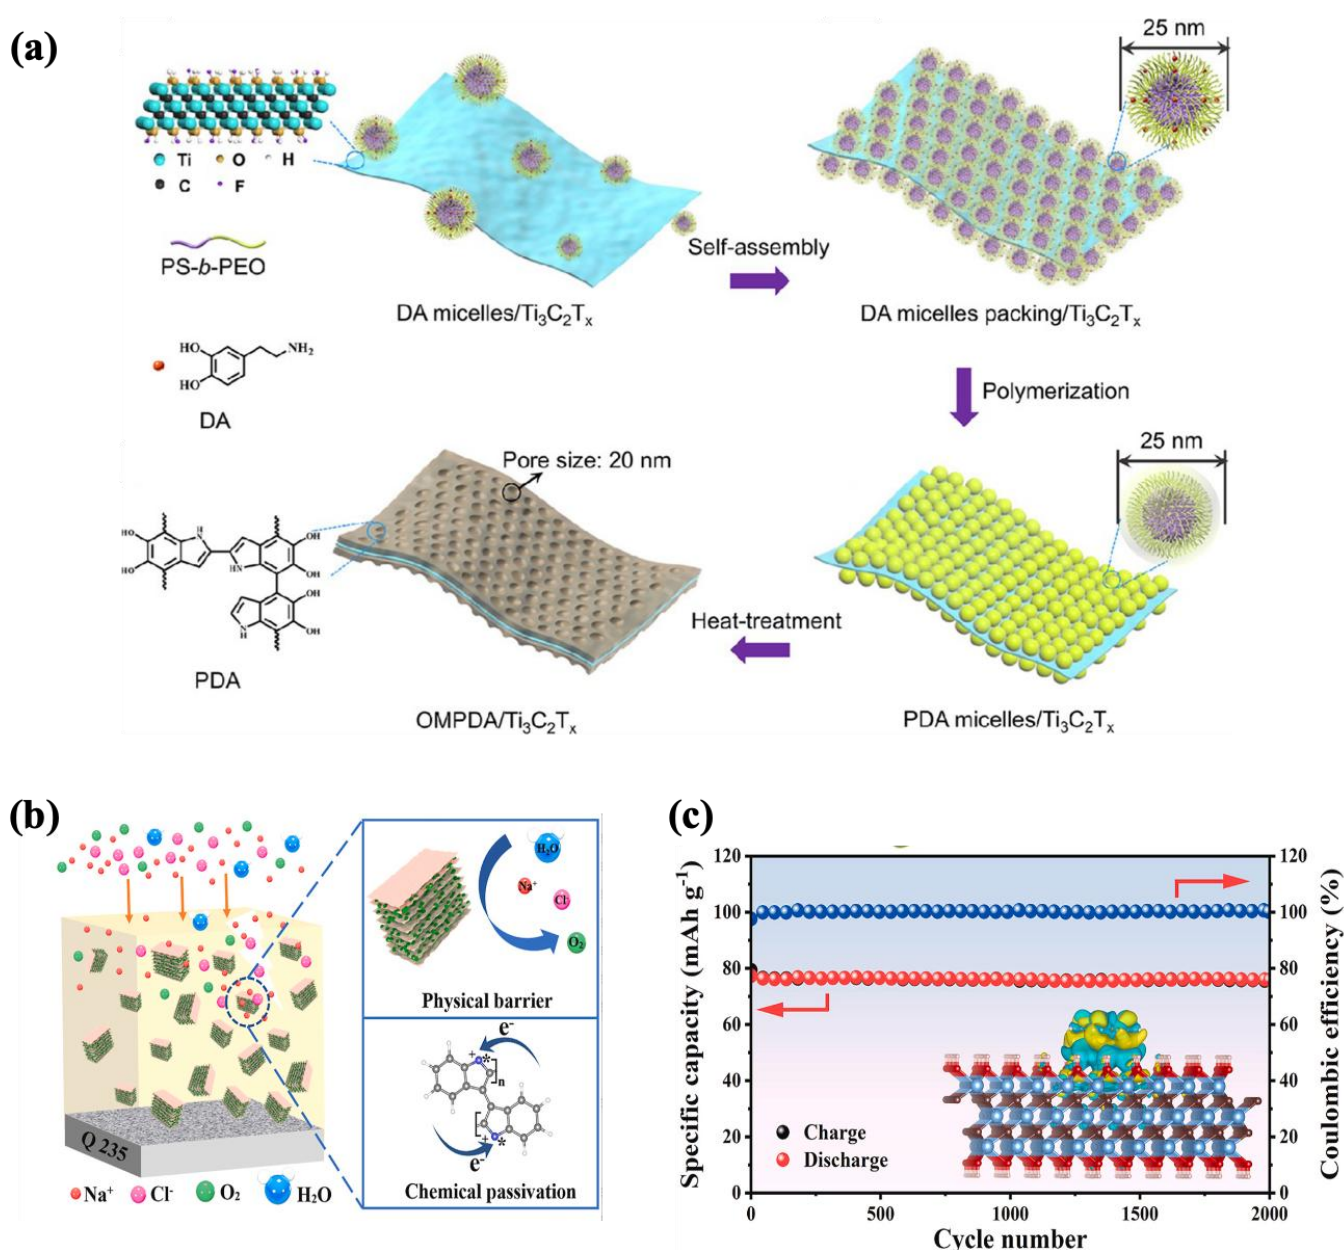 (a)
25 nm
Ti O H
C F
PS-b-PEO
DA micelles/Ti₃C₂Tₓ
Self-assembly
DA micelles packing/Ti₃C₂Tₓ
HO
NH₂
HO
DA
Polymerization
Pore size: 20 nm
25 nm
HO
HO
H
N
OH
HN
OH
OH
N
H
OH
PDA
Heat-treatment
OMPDA/Ti₃C₂Tₓ
PDA micelles/Ti₃C₂Tₓ
(b)
H₂O
Na⁺
Cl⁻
O₂
Physical barrier
e⁻
+
*
n
+
*
e⁻
Chemical passivation
Q 235
Na⁺ Cl⁻ O₂ H₂O
(c)
Specific capacity (mAh g⁻¹)
120
100
80
60
40
20
0
Charge
Discharge
0 500 1000 1500 2000
Cycle number
120
100
80
60
40
20
0
Coulombic efficiency (%)